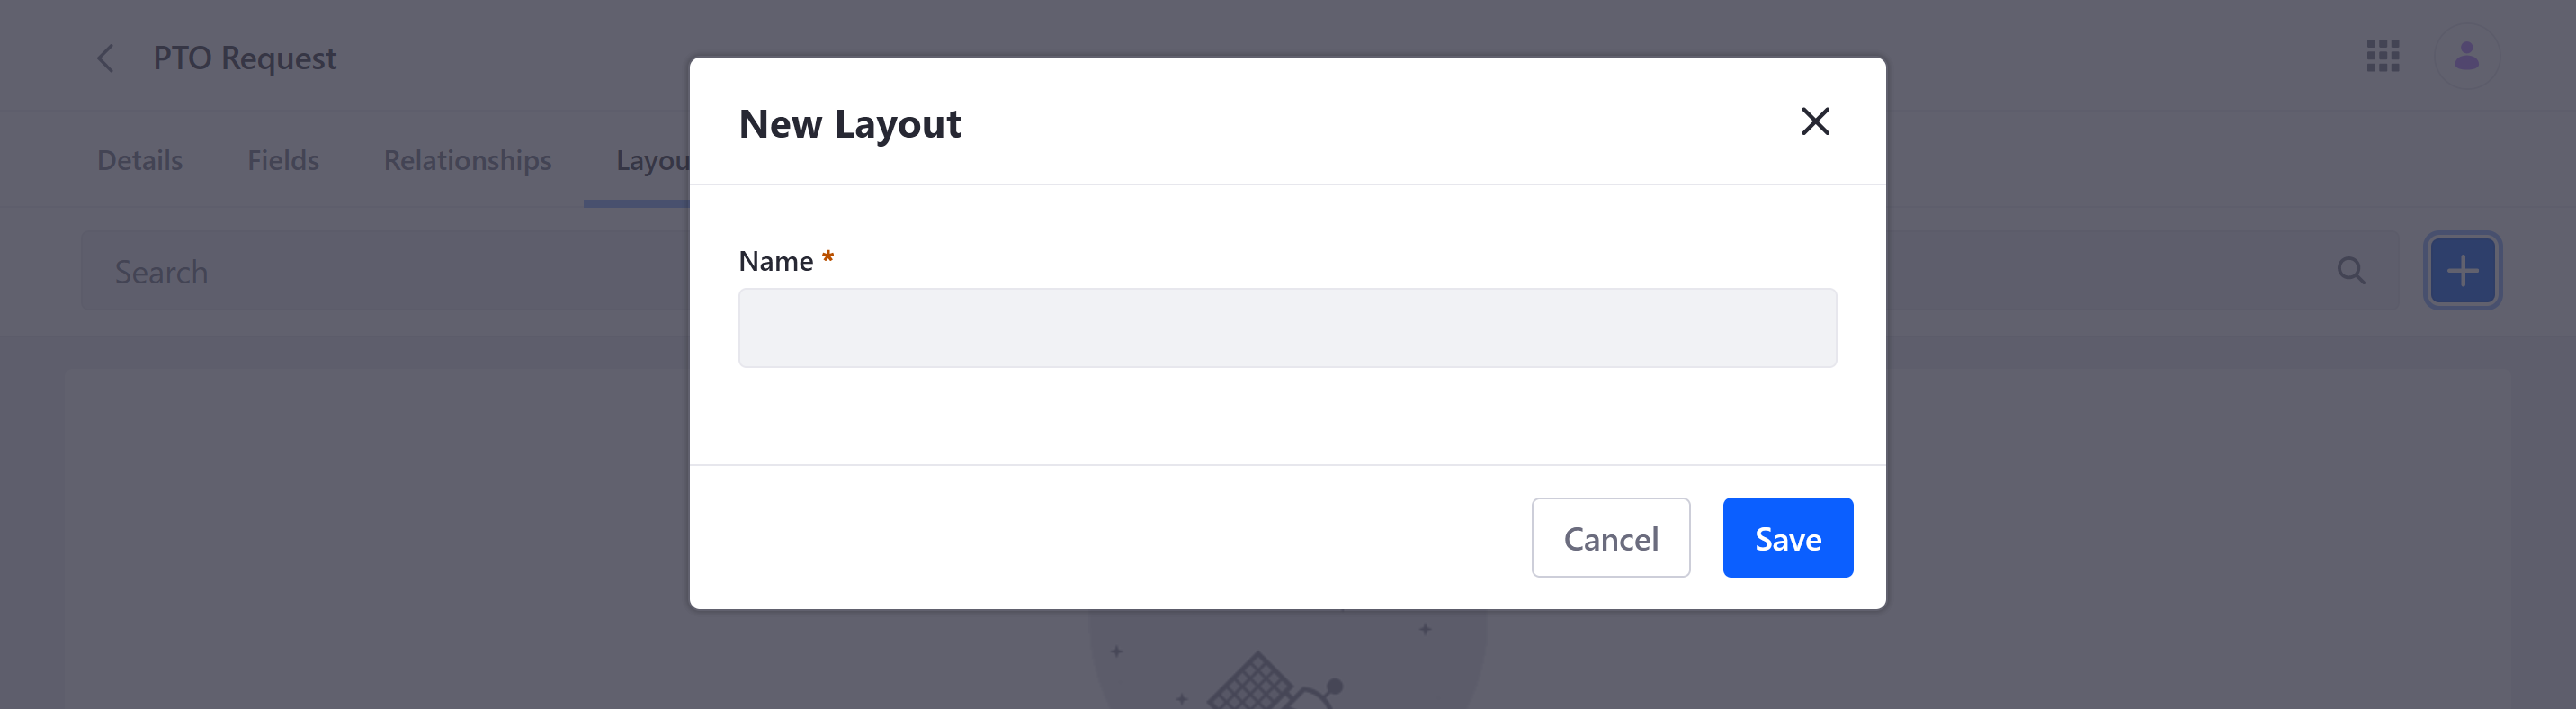 PTO Request
New Layout
Details
Fields
Relationships
Layou
Name *
Search
Cancel
Save